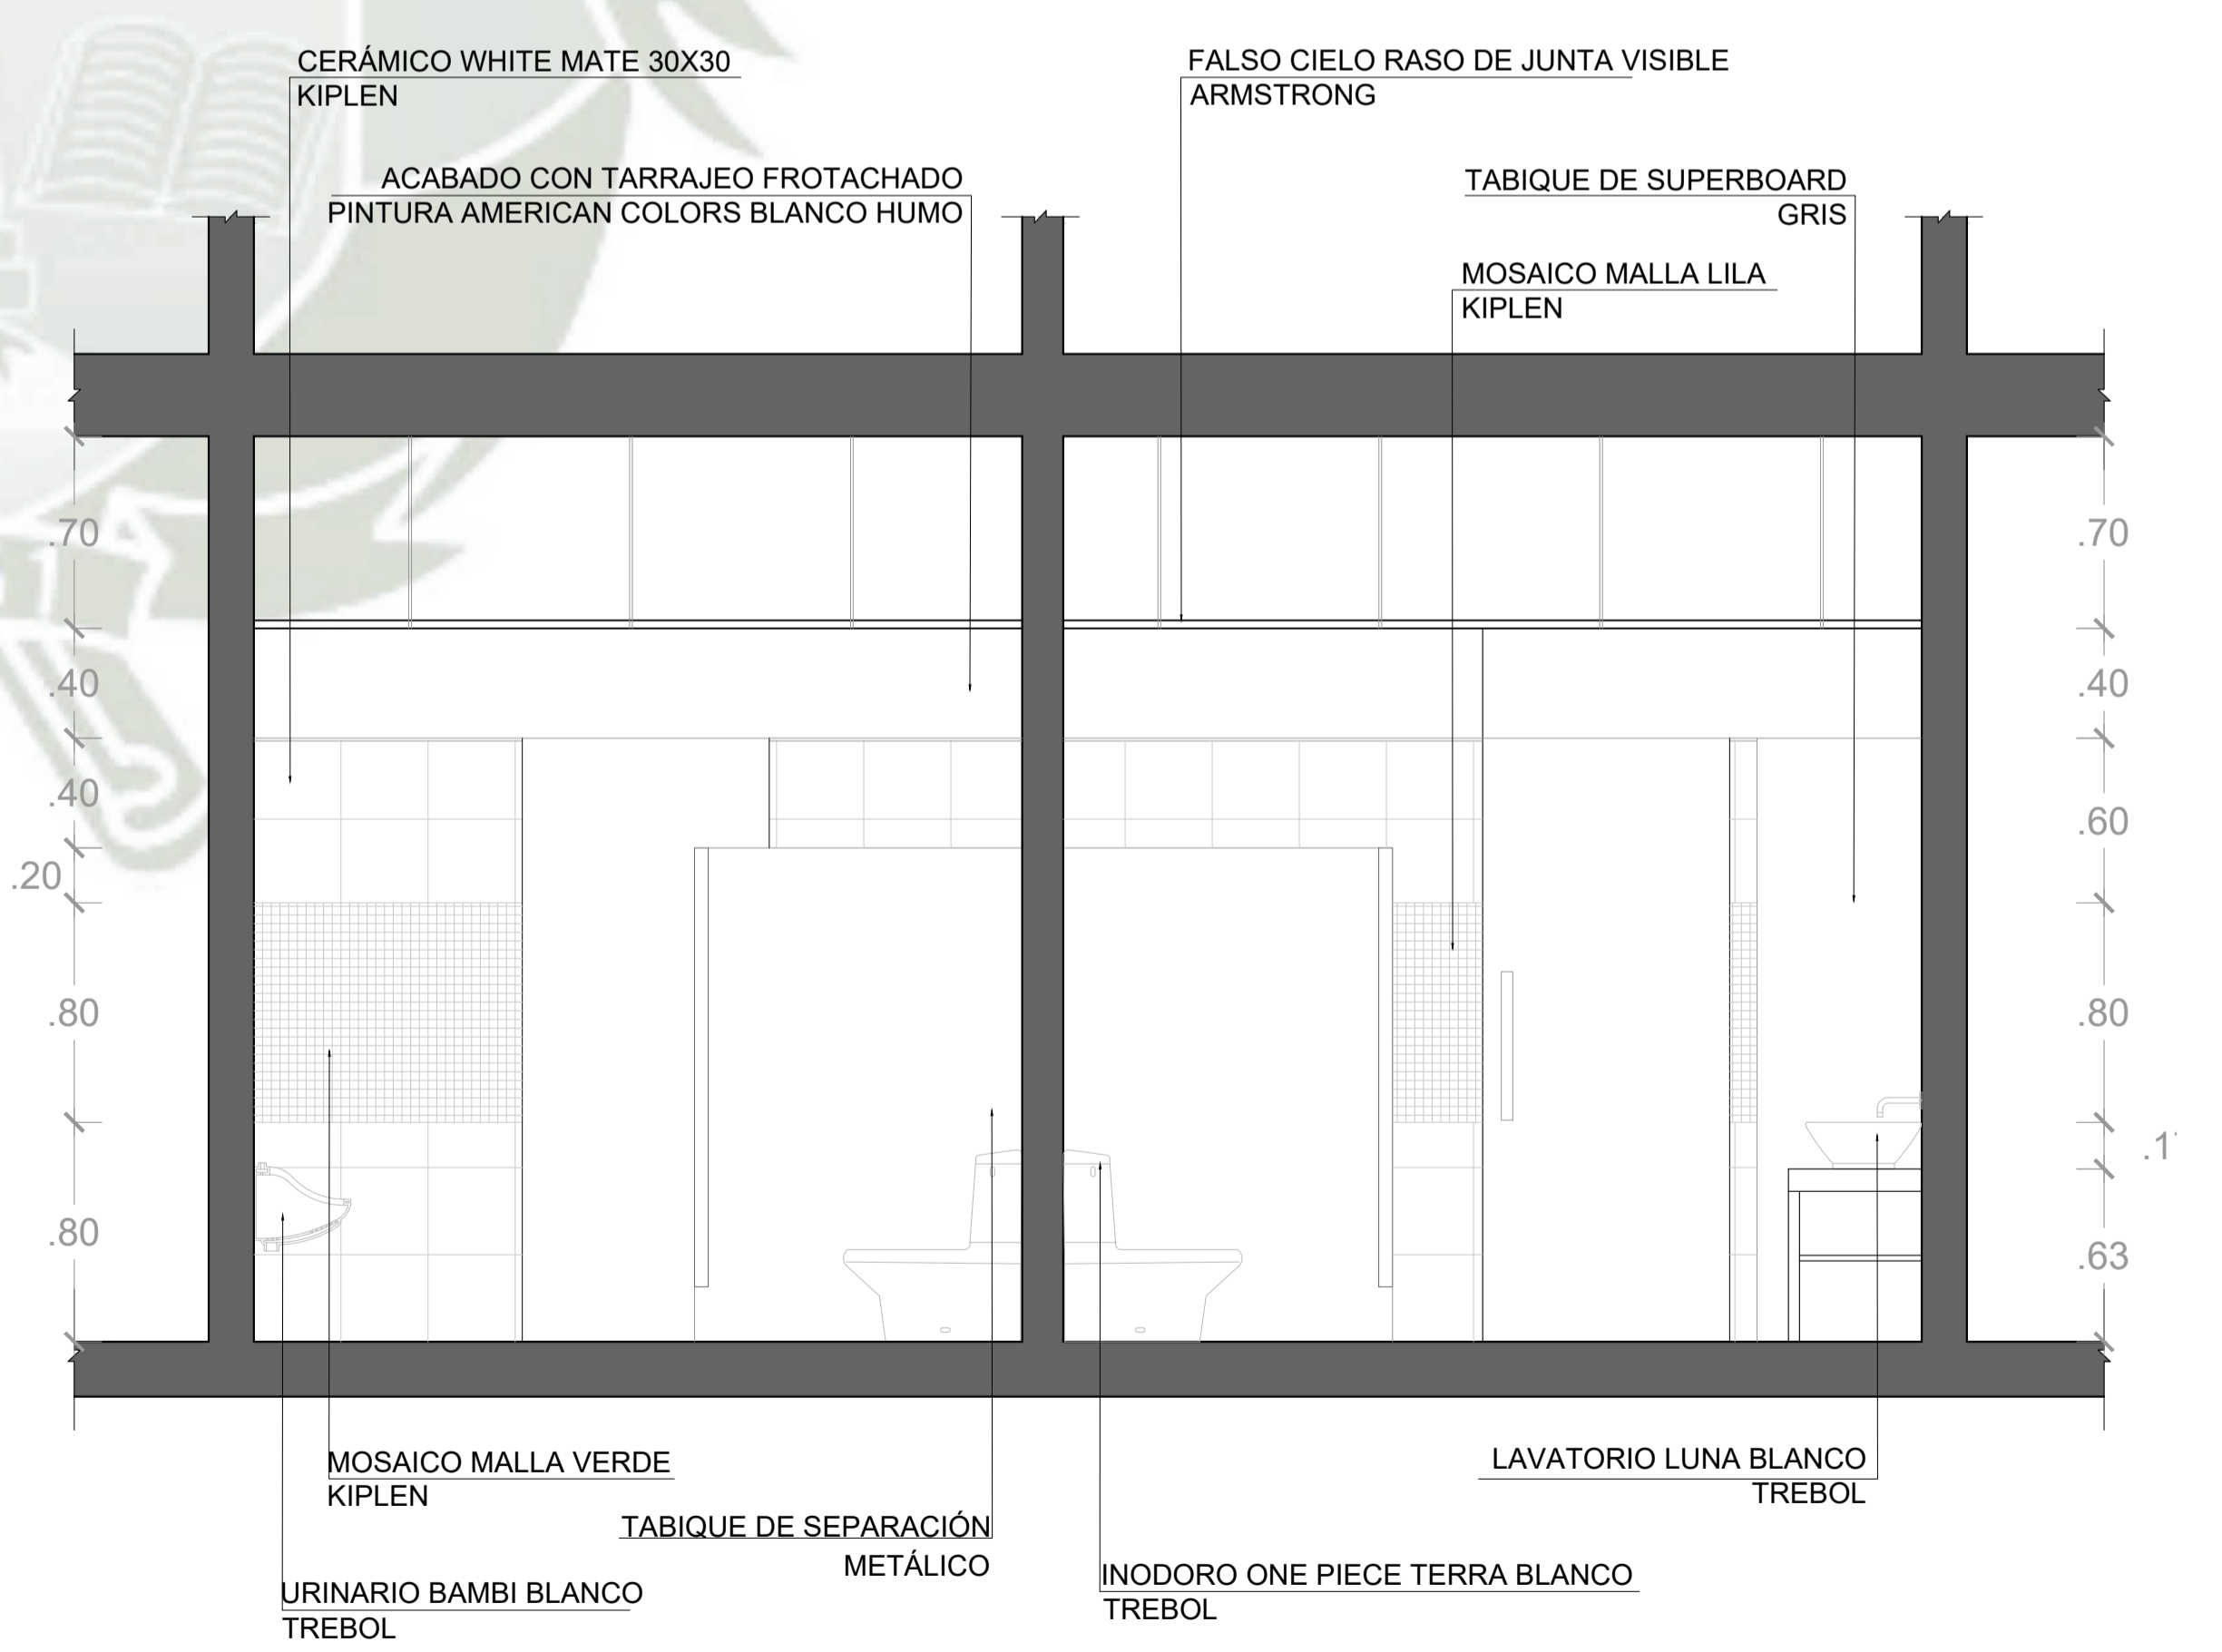 CERÁMICO WHITE MATE 30X30
KIPLEN
FALSO CIELO RASO DE JUNTA VISIBLE
ARMSTRONG
ACABADO CON TARRAJEO FROTACHADO
PINTURA AMERICAN COLORS BLANCO HUMO
TABIQUE DE SUPERBOARD
GRIS
MOSAICO MALLA LILA
KIPLEN
.70
.40
.40
.20
.80
.80
.70
.40
.60
.80
.63
MOSAICO MALLA VERDE
KIPLEN
LAVATORIO LUNA BLANCO
TREBOL
TABIQUE DE SEPARACIÓN
METÁLICO
INODORO ONE PIECE TERRA BLANCO
TREBOL
URINARIO BAMBI BLANCO
TREBOL